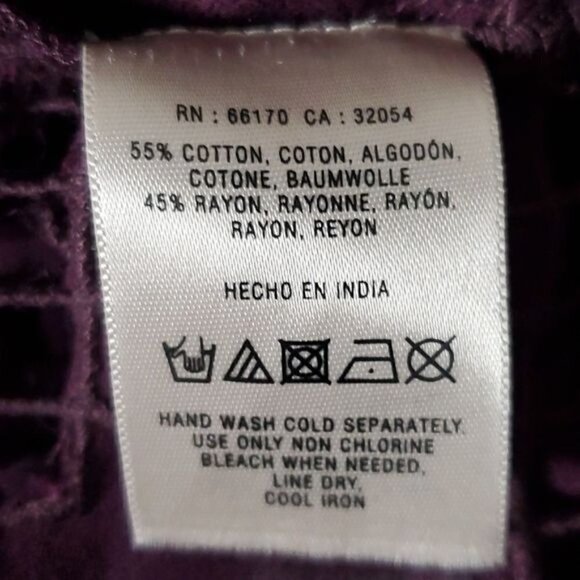 RN : 66170 CA : 32054
55% COTTON, COTON, ALGODÓN,
COTONE, BAUMWOLLE
45% RAYON, RAYONNE, RAYÓN,
RAYON, REYON
HECHO EN INDIA
HAND WASH COLD SEPARATELY.
USE ONLY NON CHLORINE
BLEACH WHEN NEEDED,
LINE DRY,
COOL IRON